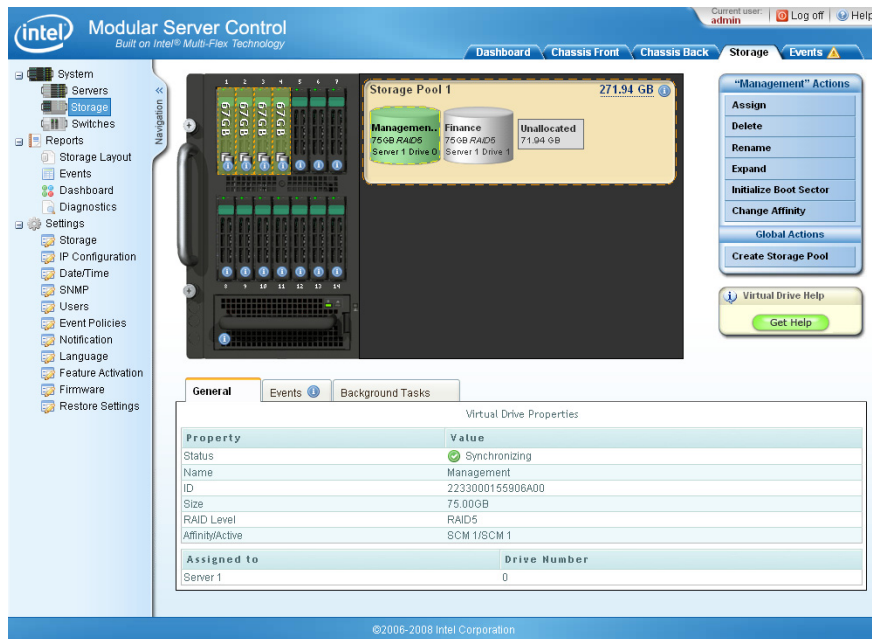 Current user:
admin
Log off
Help
intel
Modular Server Control
Built on Intel® Multi-Flex Technology
Dashboard
Chassis Front
Chassis Back
Storage
Events
System
Servers
Storage
Switches
Reports
Storage Layout
Events
Dashboard
Diagnostics
Settings
Storage
IP Configuration
Date/Time
SNMP
Users
Event Policies
Notification
Language
Feature Activation
Firmware
Restore Settings
«
Navigation
1 2 3 4 5 6 7
67GB 67GB 67GB 67GB
8 9 10 11 12 13 14
Storage Pool 1
271.94 GB
Managemen..
75GB RAID5
Server 1 Drive 0
Finance
75GB RAID5
Server 1 Drive 1
Unallocated
71.94 GB
"Management" Actions
Assign
Delete
Rename
Expand
Initialize Boot Sector
Change Affinity
Global Actions
Create Storage Pool
Virtual Drive Help
Get Help
General
Events
Background Tasks
Virtual Drive Properties
Property Value
Status Synchronizing
Name Management
ID 2233000155906A00
Size 75.00GB
RAID Level RAID5
Affinity/Active SCM 1/SCM 1
Assigned to Drive Number
Server 1 0
©2006-2008 Intel Corporation